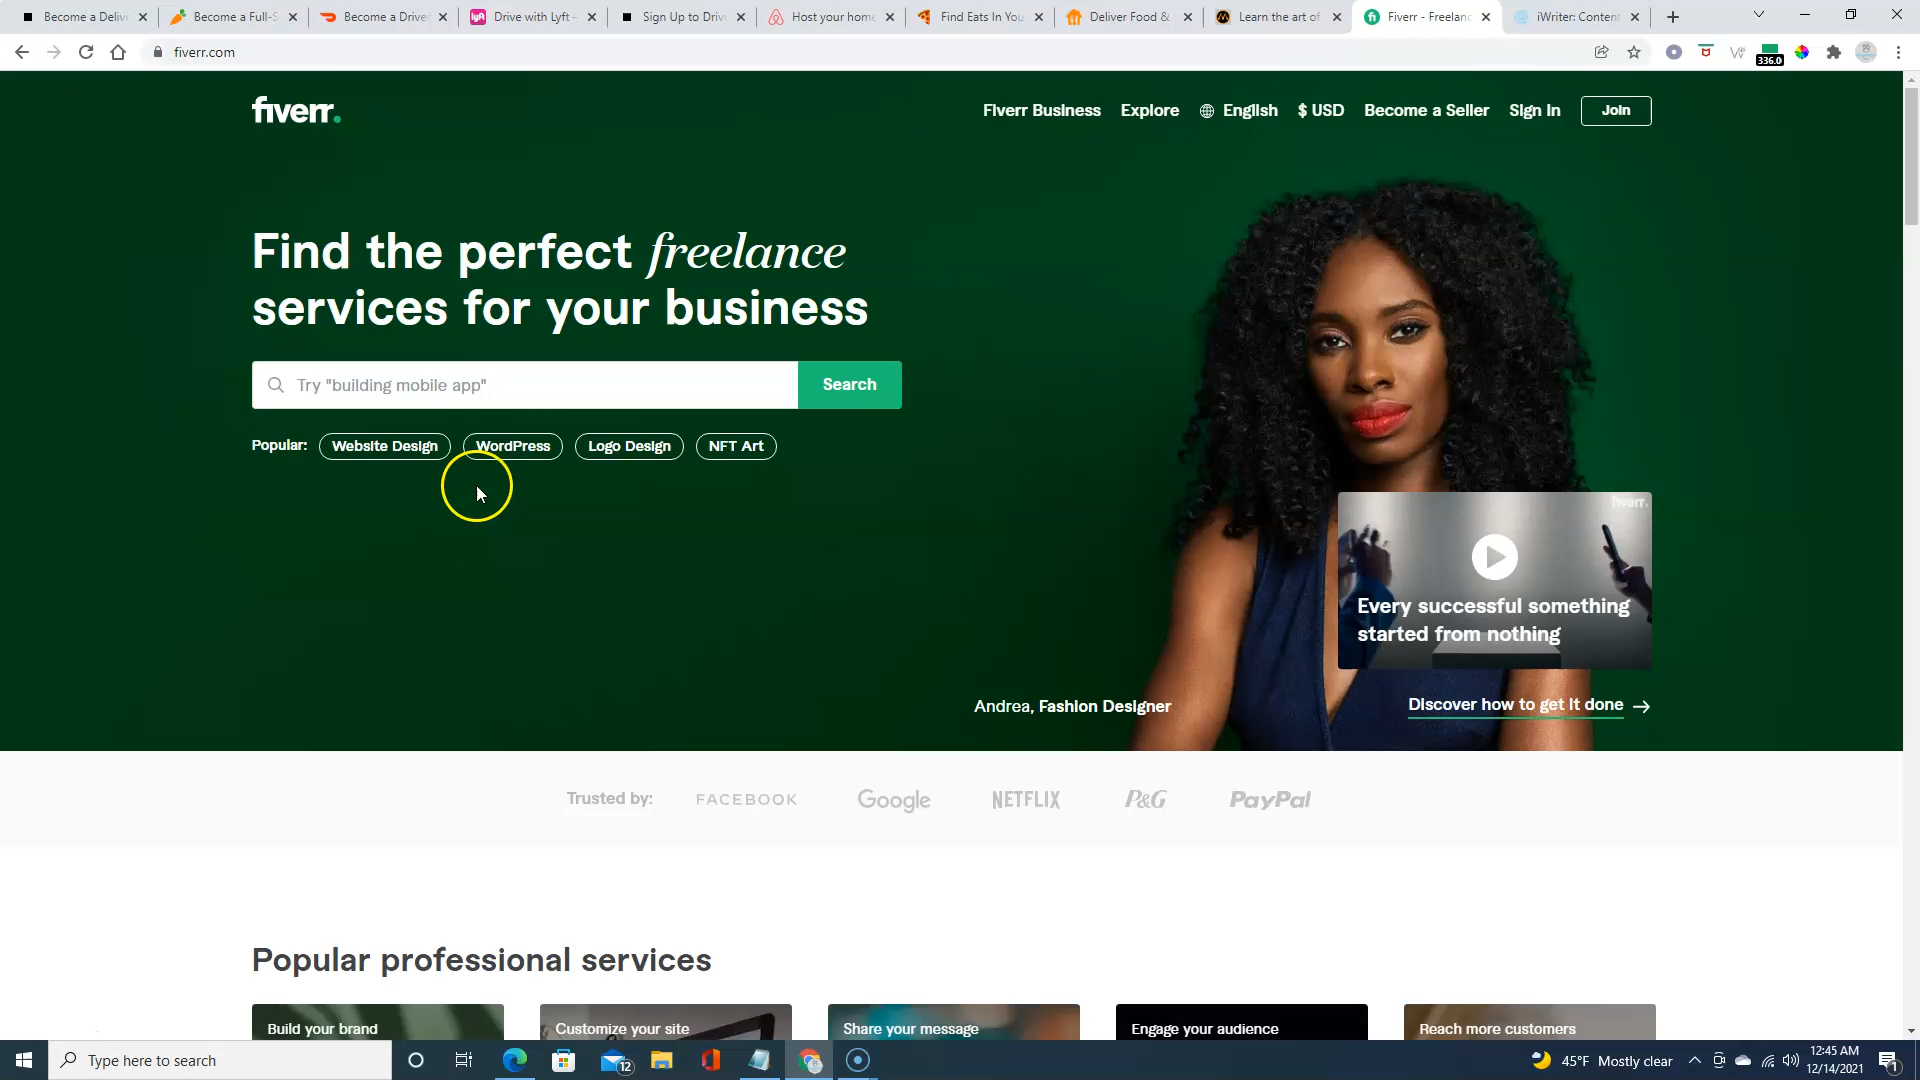 Become a Deliv
Become a Full-S
Become a Drive
Drive with Lyft -
Sign Up to Driv
Host your home
Find Eats In You
Deliver Food &
Learn the art of
Fiverr - Freelanc
iWriter: Content
fiverr.com
336.0
fiverr.
Fiverr Business Explore English $ USD Become a Seller Sign In Join
Find the perfect freelance
services for your business
Try "building mobile app"
Search
Popular: Website Design WordPress Logo Design NFT Art
fiverr.
Every successful something
started from nothing
Andrea, Fashion Designer
Discover how to get it done →
Trusted by: FACEBOOK Google NETFLIX P&G PayPal
Popular professional services
Build your brand
Customize your site
Share your message
Engage your audience
Reach more customers
Type here to search
12
45°F Mostly clear
12:45 AM
12/14/2021
1